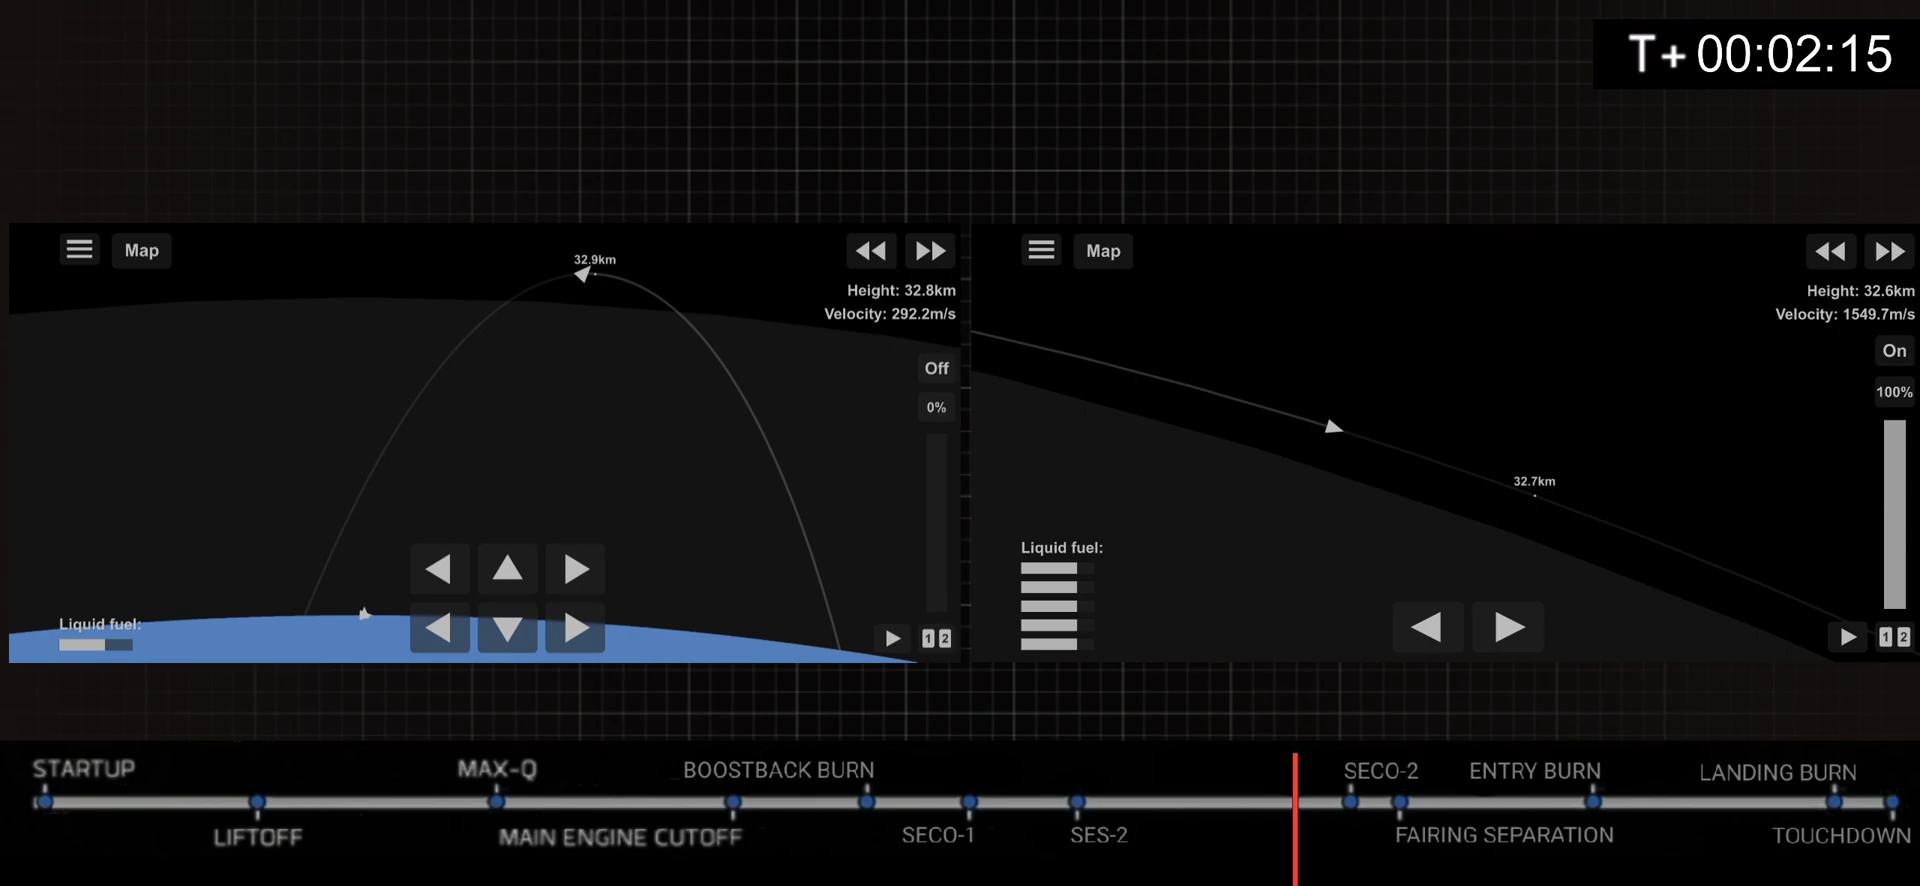 T+ 00:02:15
Map
32.9km
Height: 32.8km
Velocity: 292.2m/s
Off
0%
Liquid fuel:
1 2
Map
Height: 32.6km
Velocity: 1549.7m/s
On
100%
32.7km
Liquid fuel:
1 2
STARTUP
MAX-Q
BOOSTBACK BURN
SECO-2
ENTRY BURN
LANDING BURN
LIFTOFF
MAIN ENGINE CUTOFF
SECO-1
SES-2
FAIRING SEPARATION
TOUCHDOWN